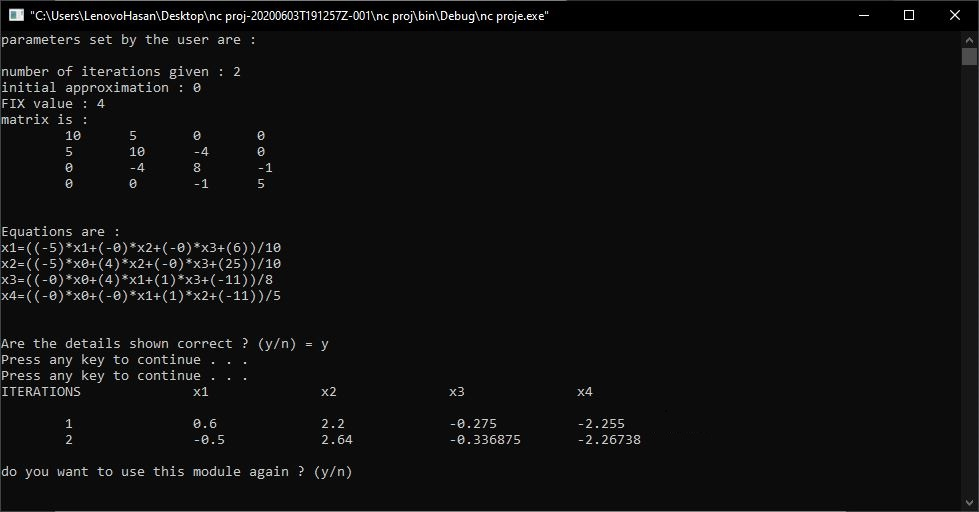 "C:\Users\LenovoHasan\Desktop\nc proj-20200603T191257Z-001\nc proj\bin\Debug\nc proje.exe"
parameters set by the user are :
number of iterations given : 2
initial approximation : 0
FIX value : 4
matrix is :
10 5 0 0
5 10 -4 0
0 -4 8 -1
0 0 -1 5
Equations are :
x1=((-5)*x1+(-0)*x2+(-0)*x3+(6))/10
x2=((-5)*x0+(4)*x2+(-0)*x3+(25))/10
x3=((-0)*x0+(4)*x1+(1)*x3+(-11))/8
x4=((-0)*x0+(-0)*x1+(1)*x2+(-11))/5
Are the details shown correct ? (y/n) = y
Press any key to continue . . .
Press any key to continue . . .
ITERATIONS x1 x2 x3 x4
1 0.6 2.2 -0.275 -2.255
2 -0.5 2.64 -0.336875 -2.26738
do you want to use this module again ? (y/n)